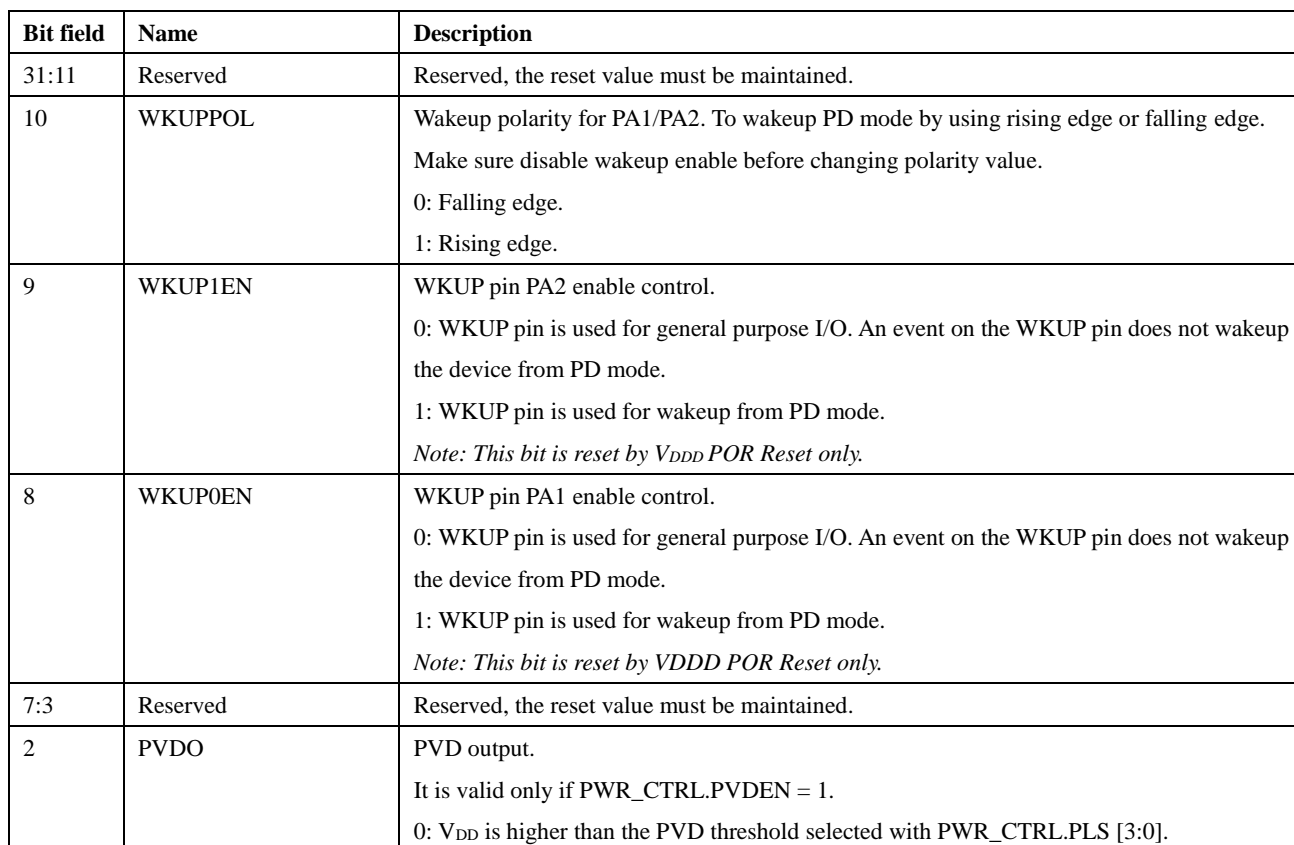 Bit field Name Description
31:11 Reserved Reserved, the reset value must be maintained.
10 WKUPPOL Wakeup polarity for PA1/PA2. To wakeup PD mode by using rising edge or falling edge.
Make sure disable wakeup enable before changing polarity value.
0: Falling edge.
1: Rising edge.
9 WKUP1EN WKUP pin PA2 enable control.
0: WKUP pin is used for general purpose I/O. An event on the WKUP pin does not wakeup
the device from PD mode.
1: WKUP pin is used for wakeup from PD mode.
Note: This bit is reset by VDDD POR Reset only.
8 WKUP0EN WKUP pin PA1 enable control.
0: WKUP pin is used for general purpose I/O. An event on the WKUP pin does not wakeup
the device from PD mode.
1: WKUP pin is used for wakeup from PD mode.
Note: This bit is reset by VDDD POR Reset only.
7:3 Reserved Reserved, the reset value must be maintained.
2 PVDO PVD output.
It is valid only if PWR_CTRL.PVDEN = 1.
0: VDD is higher than the PVD threshold selected with PWR_CTRL.PLS [3:0].